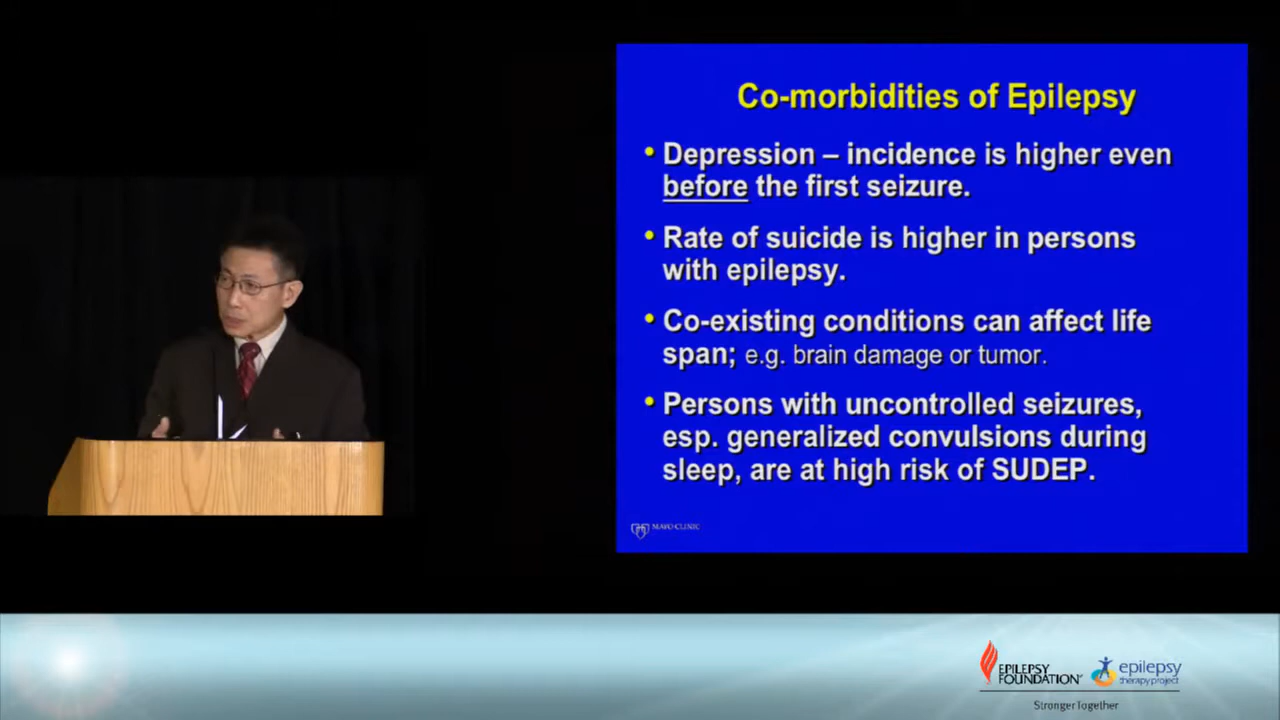 Co-morbidities of Epilepsy
• Depression – incidence is higher even
before the first seizure.
• Rate of suicide is higher in persons
with epilepsy.
• Co-existing conditions can affect life
span; e.g. brain damage or tumor.
• Persons with uncontrolled seizures,
esp. generalized convulsions during
sleep, are at high risk of SUDEP.
MAYO CLINIC
EPILEPSY
FOUNDATION
epilepsy
therapy project
StrongerTogether